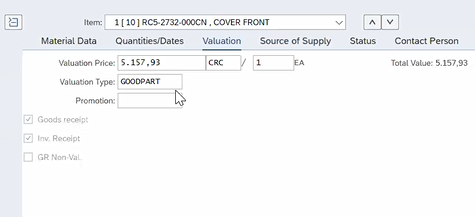 Item: 1 [ 10 ] RC5-2732-000CN , COVER FRONT
Material Data Quantities/Dates Valuation Source of Supply Status Contact Person
Valuation Price: 5.157,93 CRC / 1 EA Total Value: 5.157,93
Valuation Type: GOODPART
Promotion:
Goods receipt
Inv. Receipt
GR Non-Val.